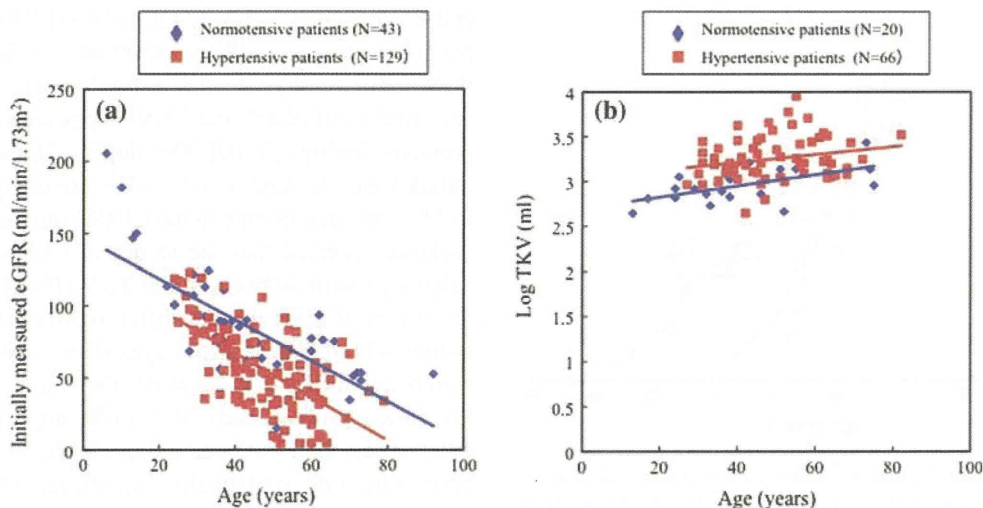 Normotensive patients (N=43)
Hypertensive patients (N=129)
Normotensive patients (N=20)
Hypertensive patients (N=66)
(a)
250
200
150
100
50
0
Initially measured eGFR (ml/min/1.73m²)
0 20 40 60 80 100
Age (years)
(b)
4
3.5
3
2.5
2
1.5
1
0.5
0
Log TKV (ml)
0 20 40 60 80 100
Age (years)